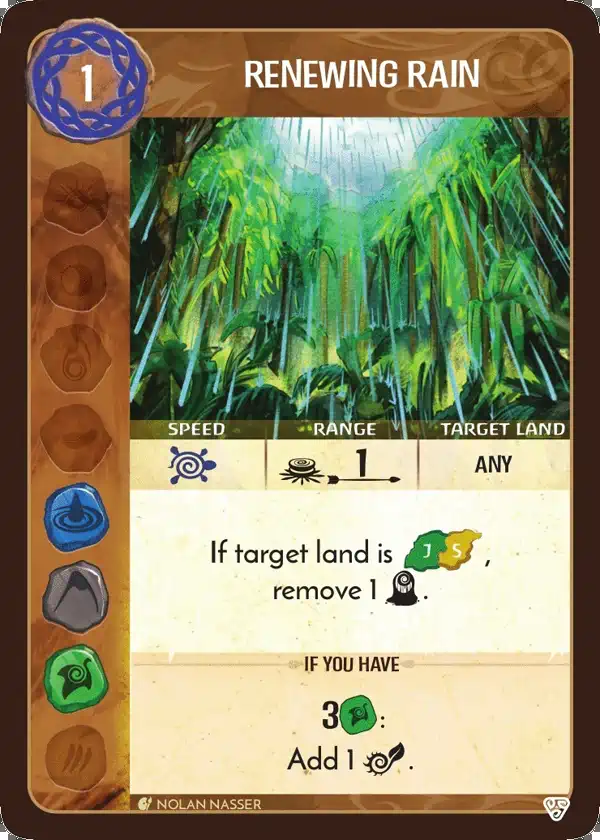 1
RENEWING RAIN
SPEED RANGE TARGET LAND
1 ANY
If target land is J S ,
remove 1 .
IF YOU HAVE
3 :
Add 1 .
NOLAN NASSER